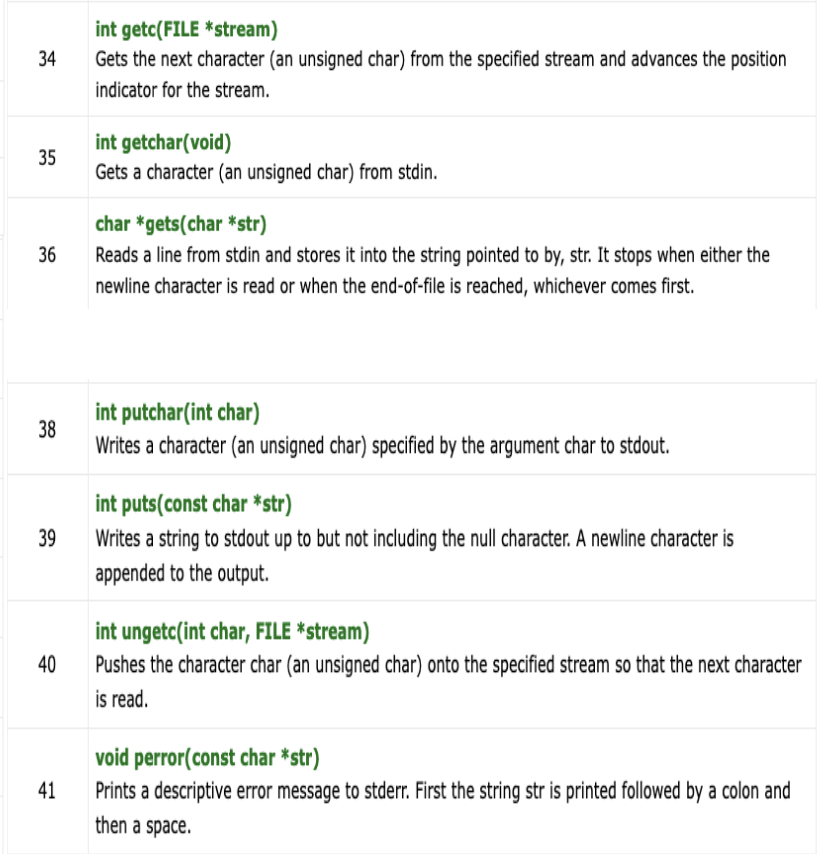 int getc(FILE *stream)
34
Gets the next character (an unsigned char) from the specified stream and advances the position
indicator for the stream.
int getchar(void)
35
Gets a character (an unsigned char) from stdin.
char *gets(char *str)
36
Reads a line from stdin and stores it into the string pointed to by, str. It stops when either the
newline character is read or when the end-of-file is reached, whichever comes first.
int putchar(int char)
38
Writes a character (an unsigned char) specified by the argument char to stdout.
int puts(const char *str)
39
Writes a string to stdout up to but not including the null character. A newline character is
appended to the output.
int ungetc(int char, FILE *stream)
40
Pushes the character char (an unsigned char) onto the specified stream so that the next character
is read.
void perror(const char *str)
41
Prints a descriptive error message to stderr. First the string str is printed followed by a colon and
then a space.